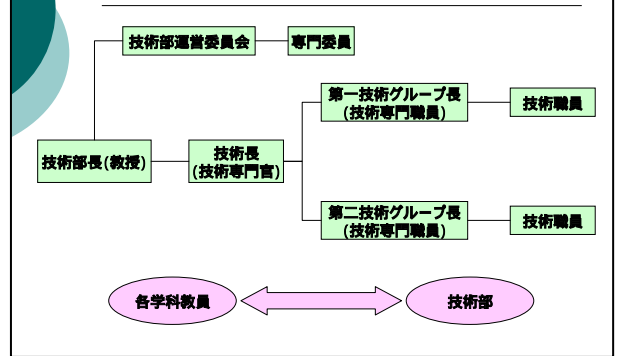 技術部運営委員会
専門委員
第一技術グループ長
(技術専門職員)
技術職員
技術部長(教授)
技術長
(技術専門官)
第二技術グループ長
(技術専門職員)
技術職員
各学科教員
技術部